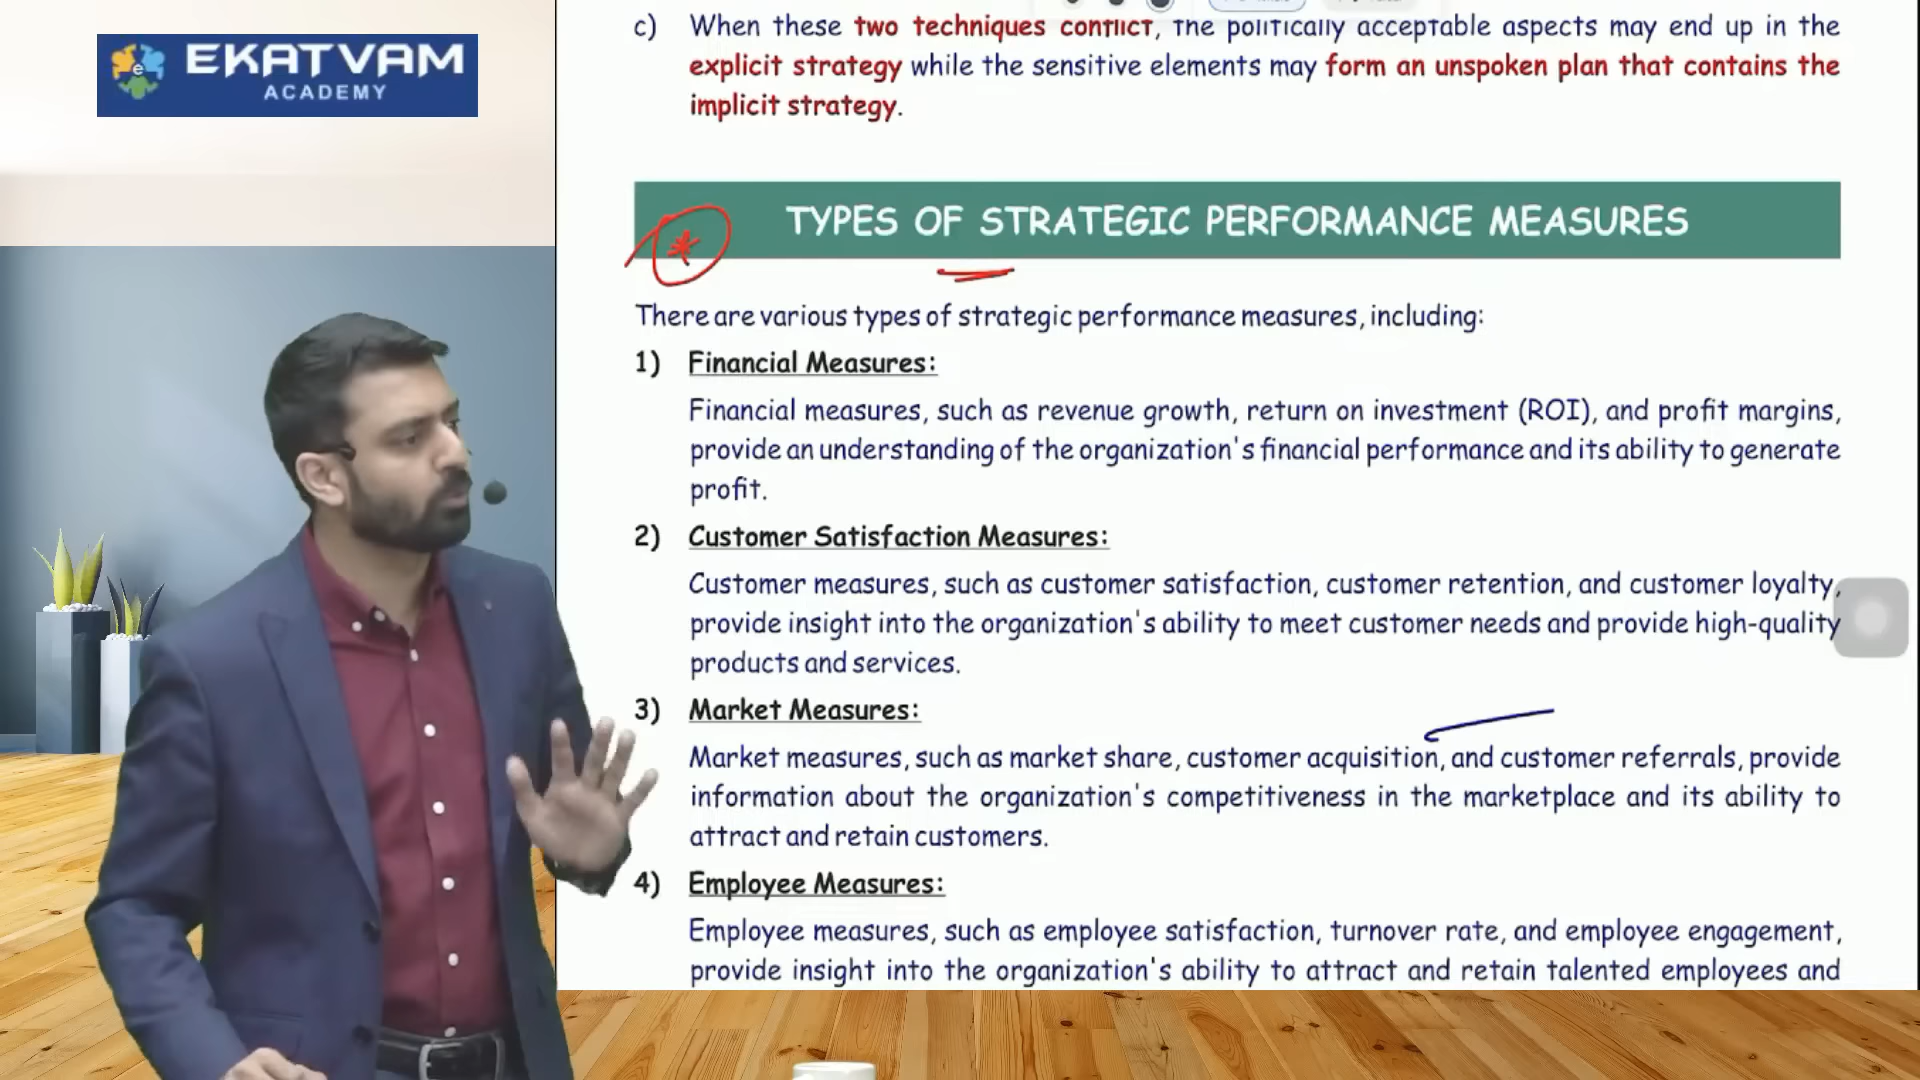 EKATVAM
ACADEMY
c) When these two techniques conflict, the politically acceptable aspects may end up in the
explicit strategy while the sensitive elements may form an unspoken plan that contains the
implicit strategy.
TYPES OF STRATEGIC PERFORMANCE MEASURES
There are various types of strategic performance measures, including:
1) Financial Measures:
Financial measures, such as revenue growth, return on investment (ROI), and profit margins,
provide an understanding of the organization's financial performance and its ability to generate
profit.
2) Customer Satisfaction Measures:
Customer measures, such as customer satisfaction, customer retention, and customer loyalty,
provide insight into the organization's ability to meet customer needs and provide high-quality
products and services.
3) Market Measures:
Market measures, such as market share, customer acquisition, and customer referrals, provide
information about the organization's competitiveness in the marketplace and its ability to
attract and retain customers.
4) Employee Measures:
Employee measures, such as employee satisfaction, turnover rate, and employee engagement,
provide insight into the organization's ability to attract and retain talented employees and